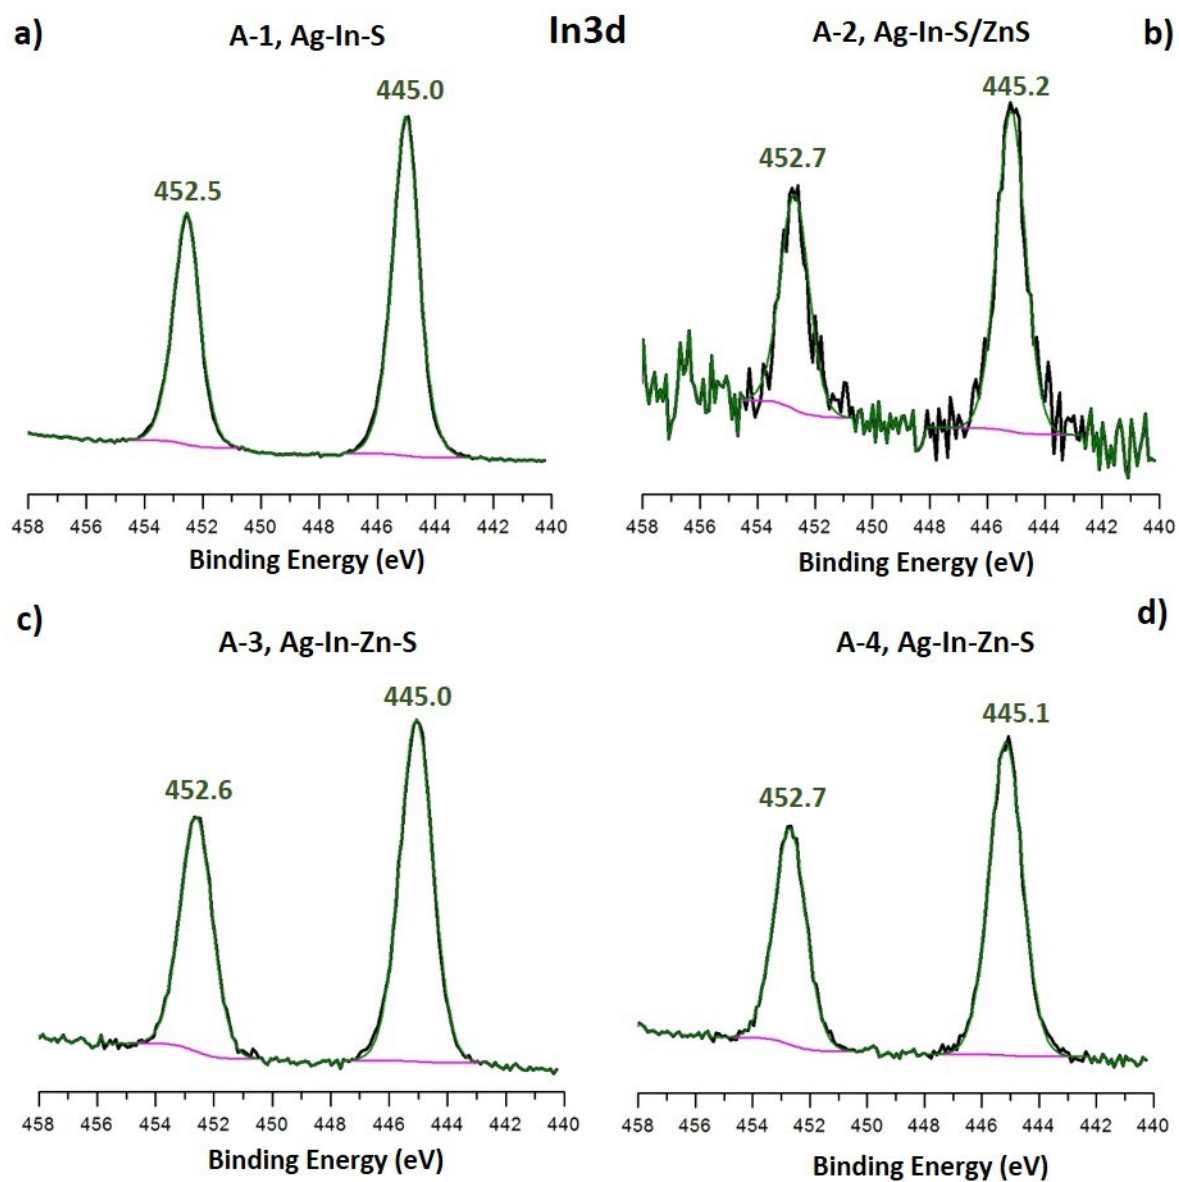 a)
A-1, Ag-In-S
In3d
A-2, Ag-In-S/ZnS
b)
445.0
452.5
445.2
452.7
458 456 454 452 450 448 446 444 442 440
Binding Energy (eV)
458 456 454 452 450 448 446 444 442 440
Binding Energy (eV)
c)
A-3, Ag-In-Zn-S
A-4, Ag-In-Zn-S
d)
445.0
452.6
445.1
452.7
458 456 454 452 450 448 446 444 442 440
Binding Energy (eV)
458 456 454 452 450 448 446 444 442 440
Binding Energy (eV)